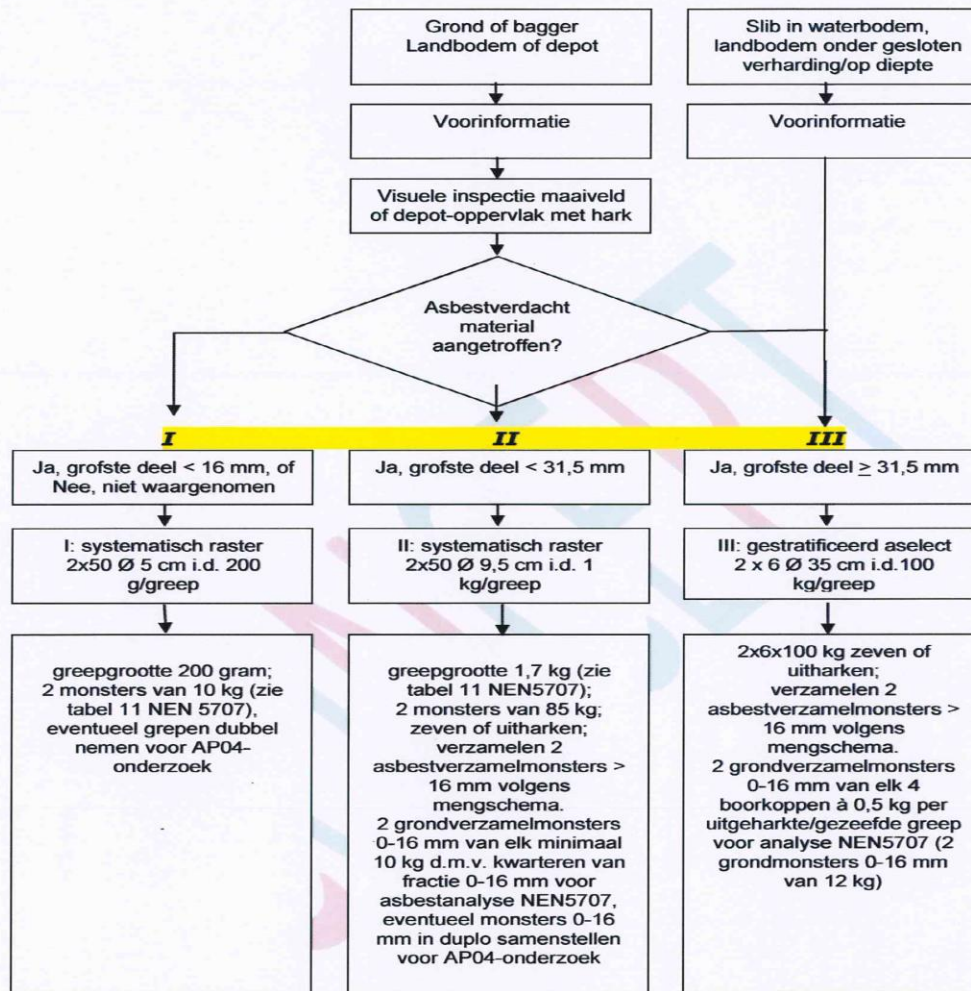 Grond of bagger
Landbodem of depot
Slib in waterbodem,
landbodem onder gesloten
verharding/op diepte
Voorinformatie
Voorinformatie
Visuele inspectie maaiveld
of depot-oppervlak met hark
Asbestverdacht
material
aangetroffen?
I
II
III
Ja, grofste deel < 16 mm, of
Nee, niet waargenomen
Ja, grofste deel < 31,5 mm
Ja, grofste deel ≥ 31,5 mm
I: systematisch raster
2x50 Ø 5 cm i.d. 200
g/greep
II: systematisch raster
2x50 Ø 9,5 cm i.d. 1
kg/greep
III: gestratificeerd aselect
2 x 6 Ø 35 cm i.d.100
kg/greep
greepgrootte 200 gram;
2 monsters van 10 kg (zie
tabel 11 NEN 5707),
eventueel grepen dubbel
nemen voor AP04-
onderzoek
greepgrootte 1,7 kg (zie
tabel 11 NEN5707);
2 monsters van 85 kg;
zeven of uitharken;
verzamelen 2
asbestverzamelmonsters >
16 mm volgens
mengschema.
2 grondverzamelmonsters
0-16 mm van elk minimaal
10 kg d.m.v. kwarteren van
fractie 0-16 mm voor
asbestanalyse NEN5707,
eventueel monsters 0-16
mm in duplo samenstellen
voor AP04-onderzoek
2x6x100 kg zeven of
uitharken;
verzamelen 2
asbestverzamelmonsters >
16 mm volgens
mengschema.
2 grondverzamelmonsters
0-16 mm van elk 4
boorkoppen à 0,5 kg per
uitgeharkte/gezeefde greep
voor analyse NEN5707 (2
grondmonsters 0-16 mm
van 12 kg)